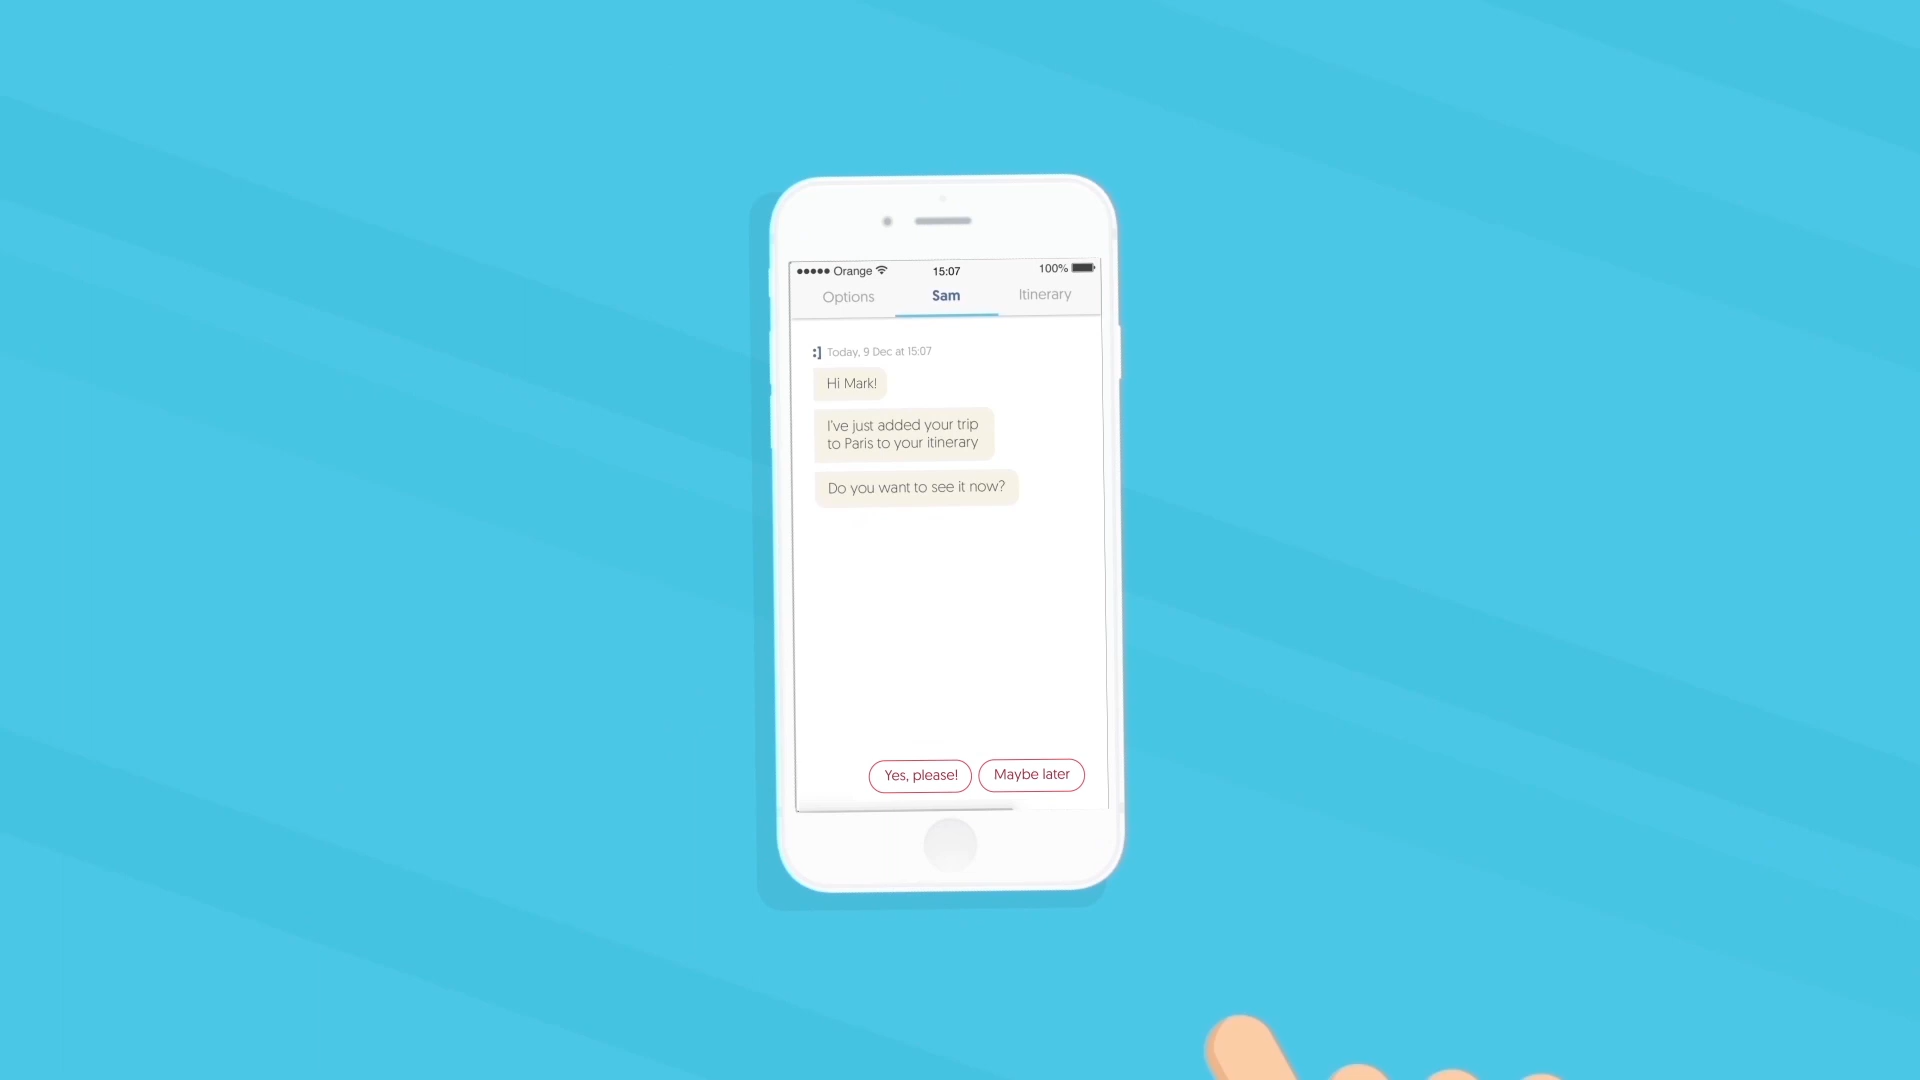 Orange 15:07 100%
Options Sam Itinerary
:] Today, 9 Dec at 15:07
Hi Mark!
I've just added your trip
to Paris to your itinerary
Do you want to see it now?
Yes, please! Maybe later